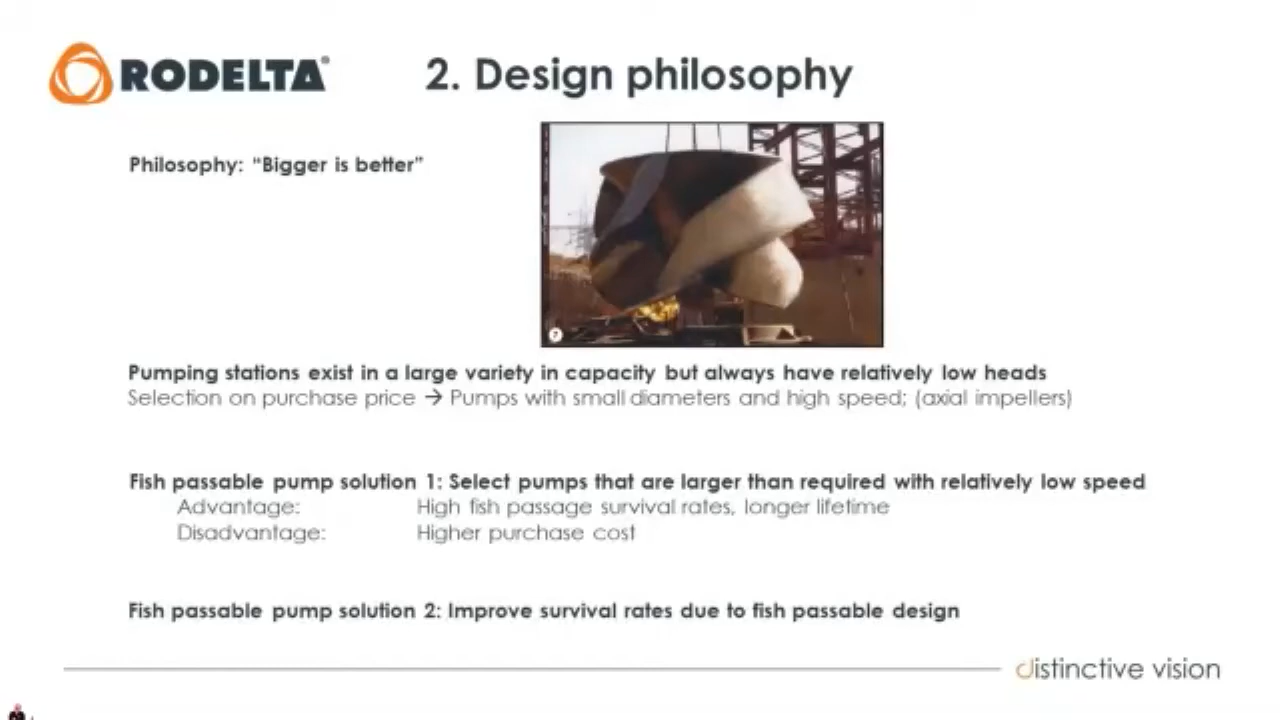 RODELTA®
2. Design philosophy
Philosophy: “Bigger is better”
7
Pumping stations exist in a large variety in capacity but always have relatively low heads
Selection on purchase price → Pumps with small diameters and high speed; (axial impellers)
Fish passable pump solution 1: Select pumps that are larger than required with relatively low speed
Advantage: High fish passage survival rates, longer lifetime
Disadvantage: Higher purchase cost
Fish passable pump solution 2: Improve survival rates due to fish passable design
distinctive vision